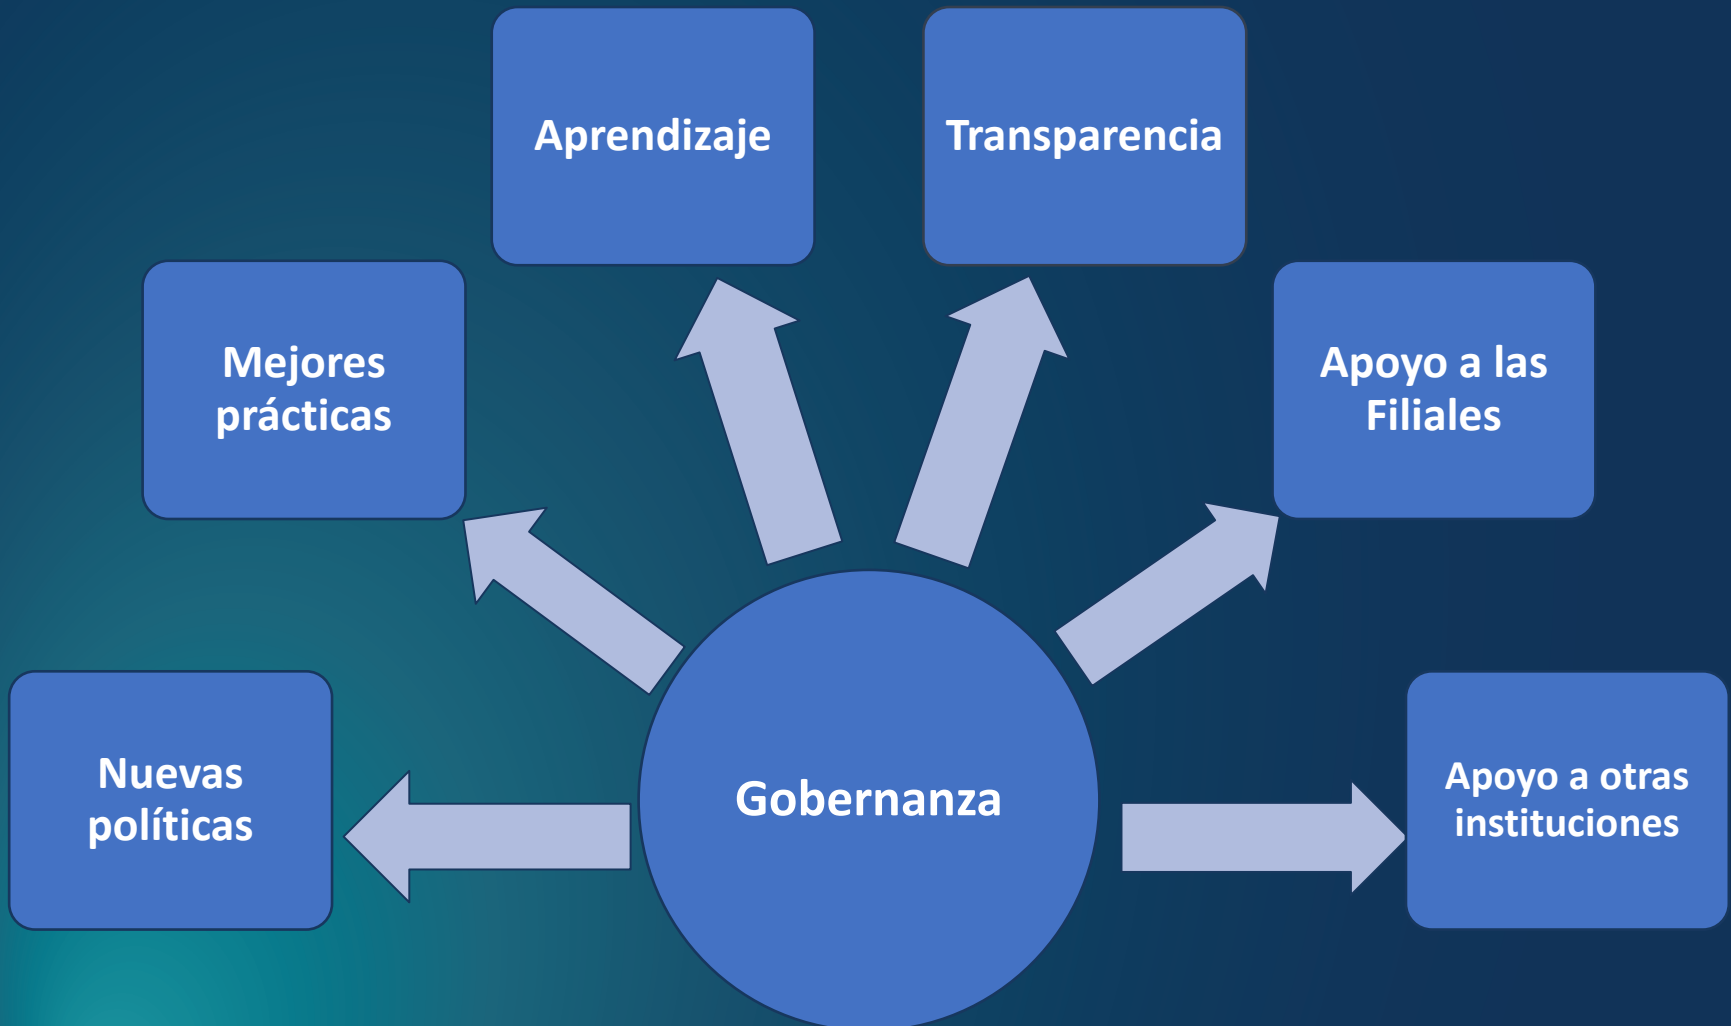 Aprendizaje
Transparencia
Mejores
prácticas
Apoyo a las
Filiales
Nuevas
políticas
Gobernanza
Apoyo a otras
instituciones